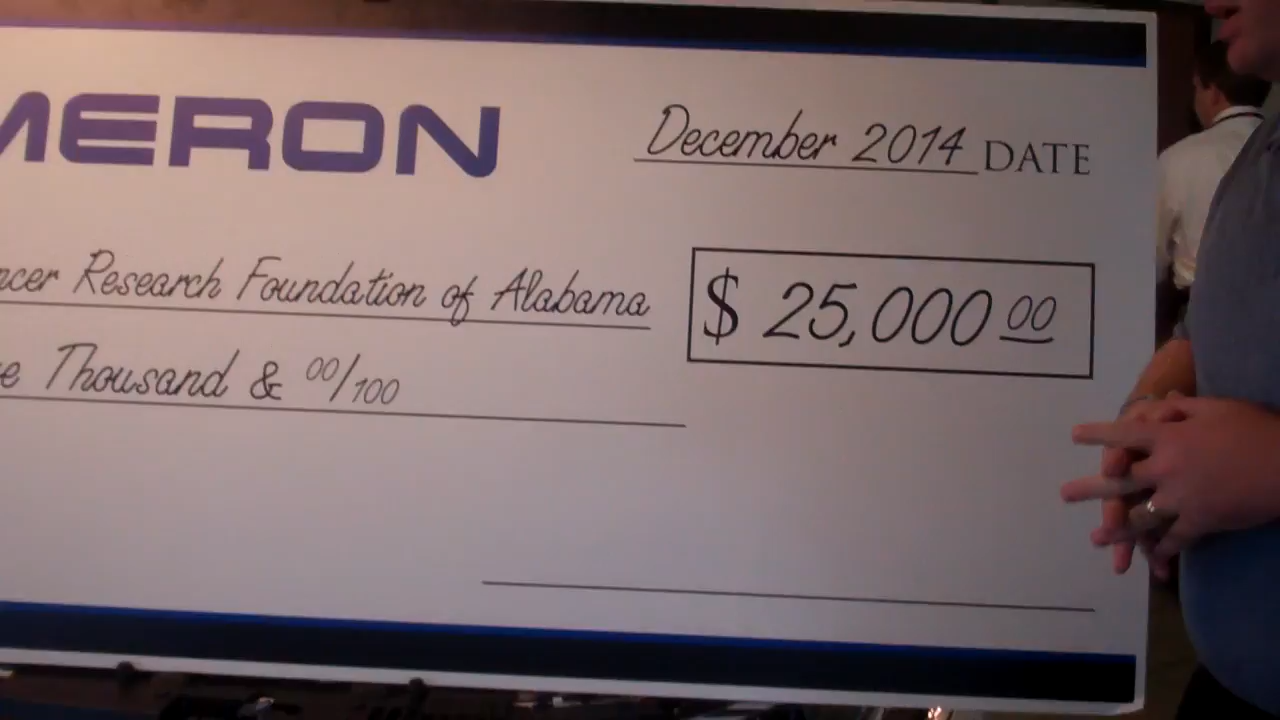 MERON
December 2014 DATE
ncer Research Foundation of Alabama
$ 25,000 00
e Thousand & 00/100